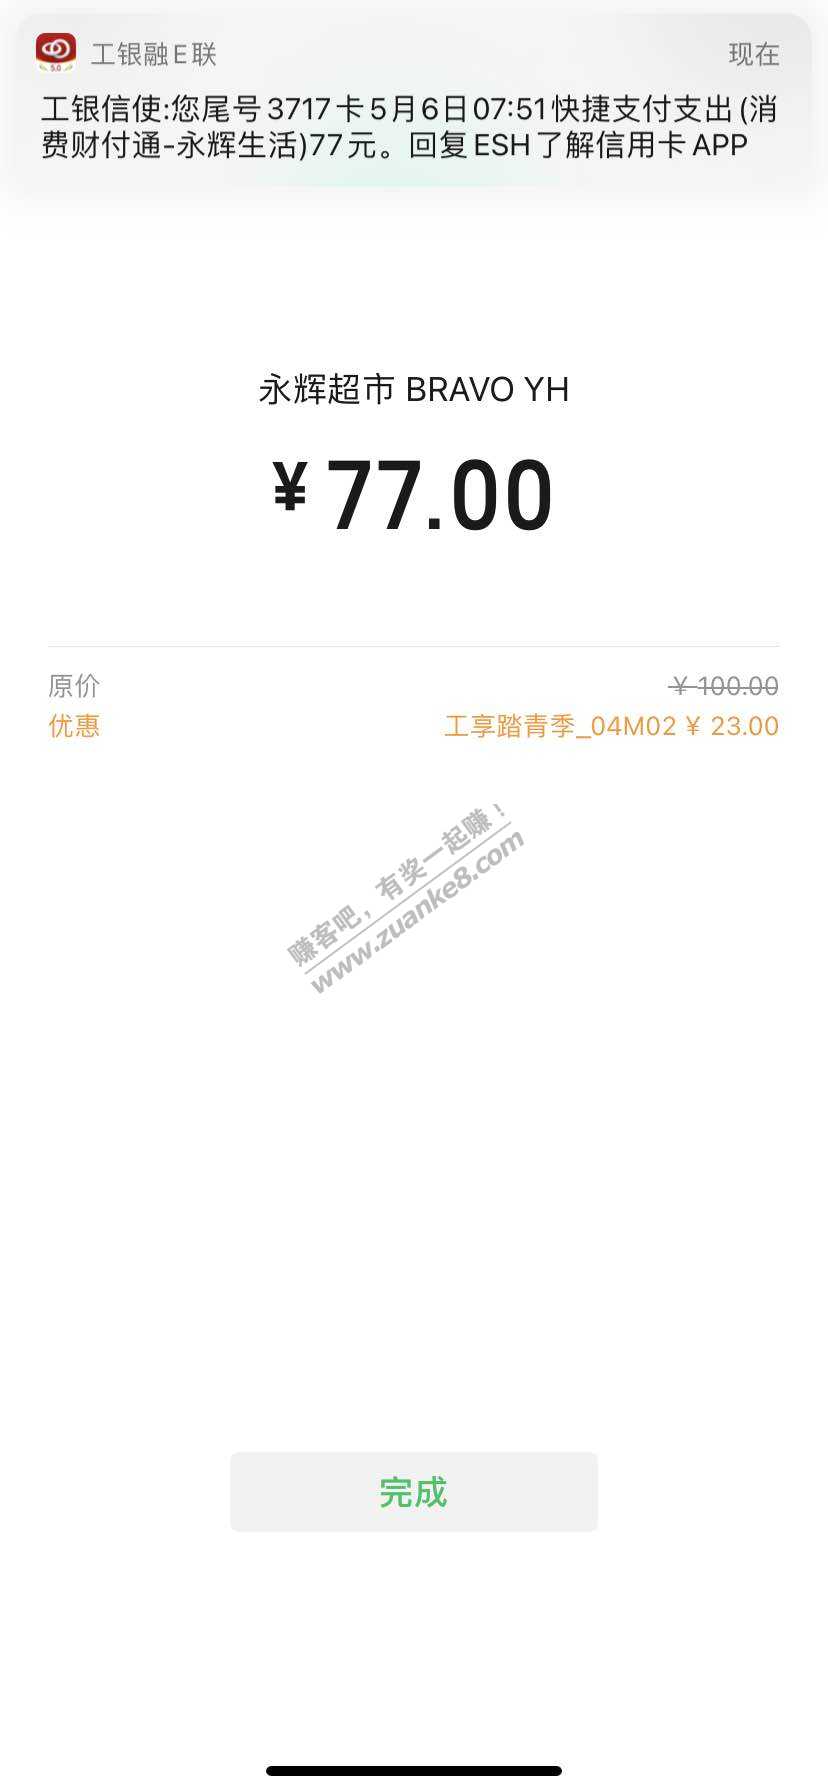 工银融E联 现在
工银信使:您尾号3717卡5月6日07:51快捷支付支出(消
费财付通-永辉生活)77元。回复ESH了解信用卡APP
永辉超市 BRAVO YH
¥77.00
原价 ¥100.00
优惠 工享踏青季_04M02 ¥ 23.00
赚客吧，有奖一起赚！
www.zuanke8.com
完成